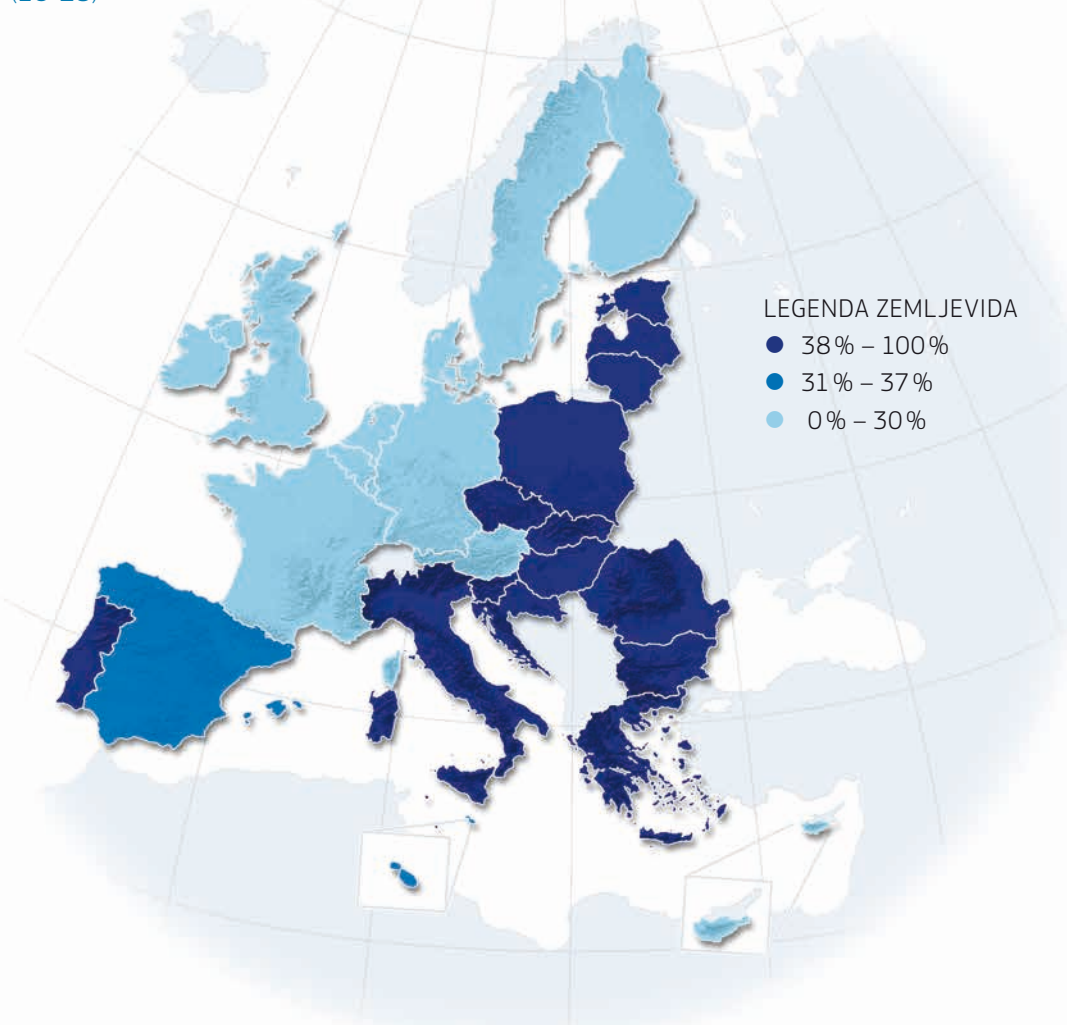 LEGENDA ZEMLJEVIDA
38 % – 100 %
31 % – 37 %
0 % – 30 %